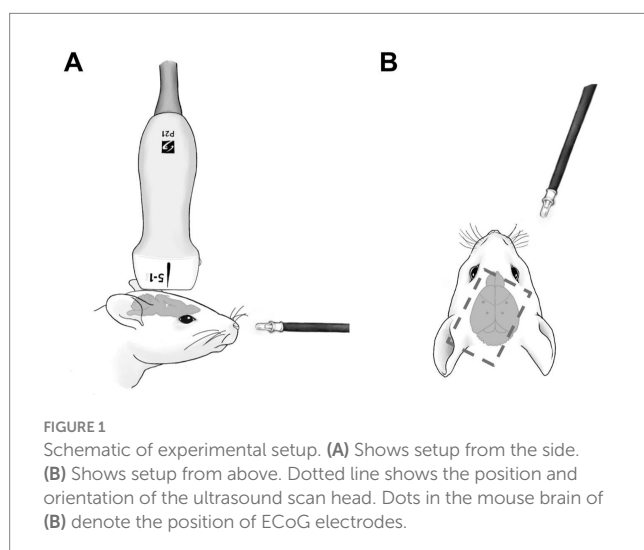 A
B
P21
5-1
FIGURE 1
Schematic of experimental setup. (A) Shows setup from the side.
(B) Shows setup from above. Dotted line shows the position and
orientation of the ultrasound scan head. Dots in the mouse brain of
(B) denote the position of ECoG electrodes.